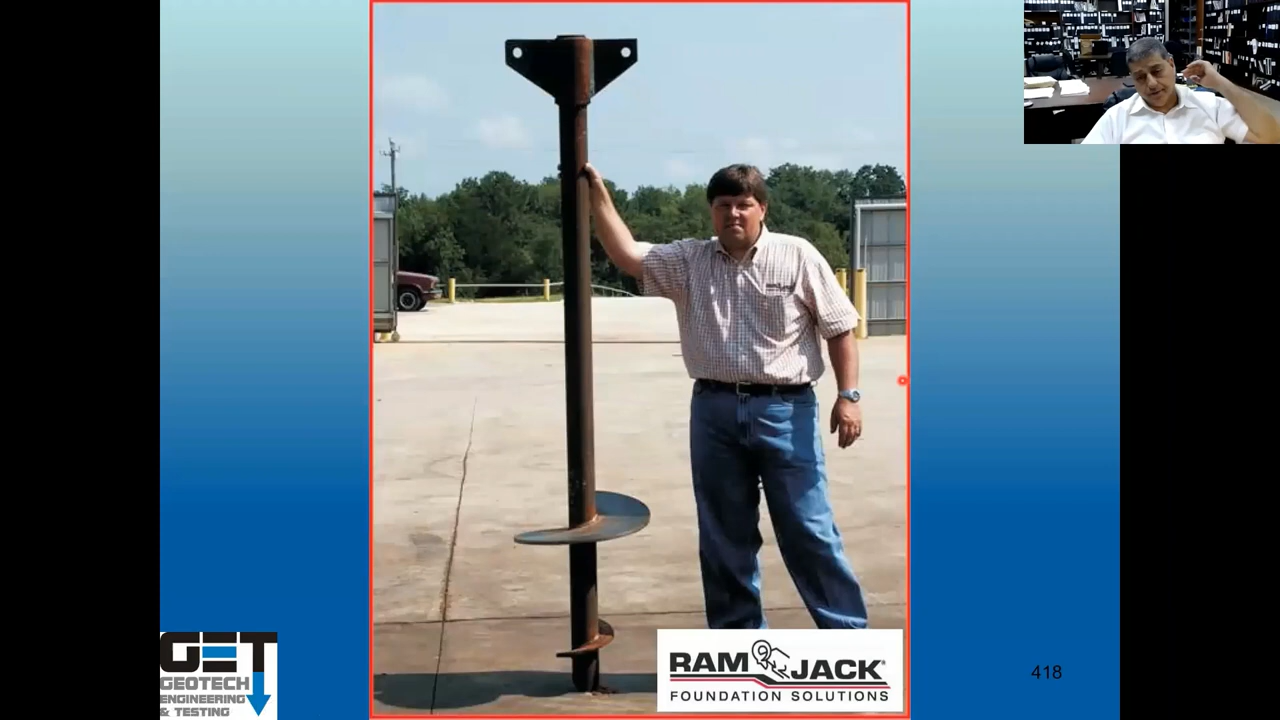 GET
GEOTECH
ENGINEERING
& TESTING
RAM JACK®
FOUNDATION SOLUTIONS
418